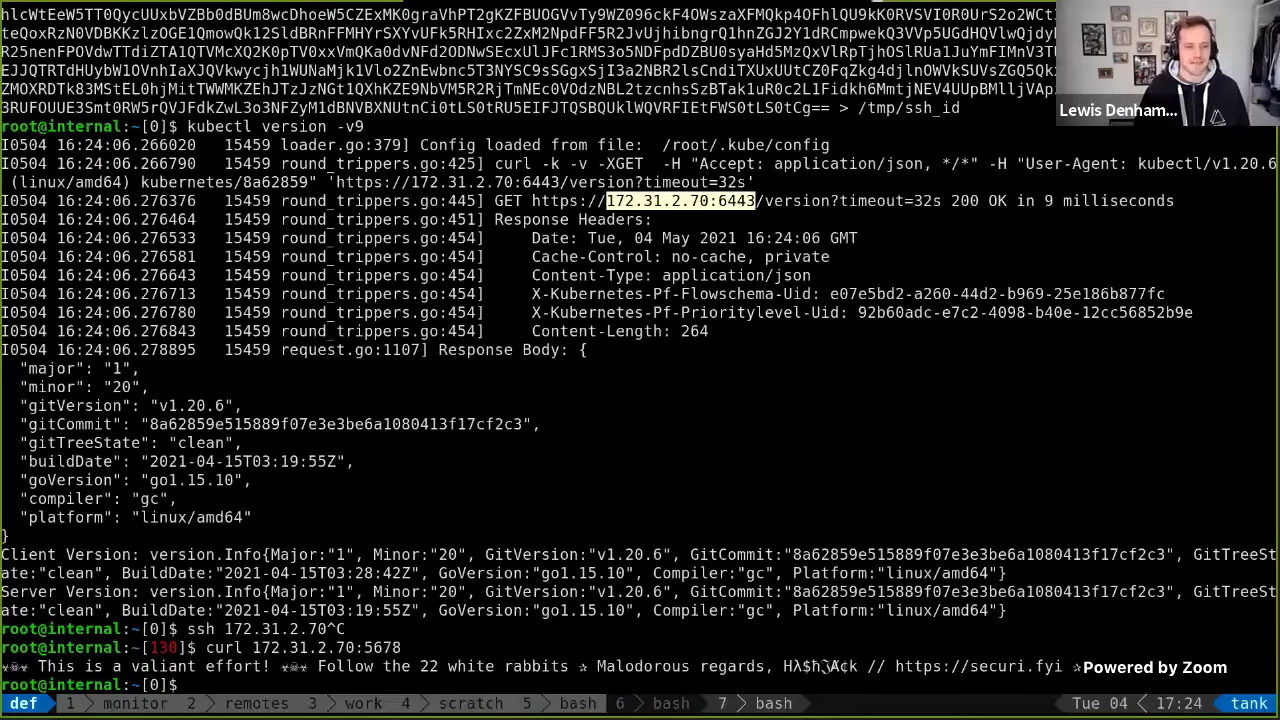 Lewis Denham...
3RUFOUUE3Smt0RW5rQVJFdkZwL3o3NFZyM1dBNVBXNUtnCi0tLS0tRU5EIFJTQSBQUklWQVRFIEtFWS0tLS0tCg== > /tmp/ssh_id
root@internal:~[0]$ kubectl version -v9
I0504 16:24:06.266020   15459 loader.go:379] Config loaded from file:  /root/.kube/config
I0504 16:24:06.266790   15459 round_trippers.go:425] curl -k -v -XGET  -H "Accept: application/json, */*" -H "User-Agent: kubectl/v1.20.6
(linux/amd64) kubernetes/8a62859" 'https://172.31.2.70:6443/version?timeout=32s'
I0504 16:24:06.276376   15459 round_trippers.go:445] GET https://172.31.2.70:6443/version?timeout=32s 200 OK in 9 milliseconds
I0504 16:24:06.276464   15459 round_trippers.go:451] Response Headers:
I0504 16:24:06.276533   15459 round_trippers.go:454]     Date: Tue, 04 May 2021 16:24:06 GMT
I0504 16:24:06.276581   15459 round_trippers.go:454]     Cache-Control: no-cache, private
I0504 16:24:06.276643   15459 round_trippers.go:454]     Content-Type: application/json
I0504 16:24:06.276713   15459 round_trippers.go:454]     X-Kubernetes-Pf-Flowschema-Uid: e07e5bd2-a260-44d2-b969-25e186b877fc
I0504 16:24:06.276780   15459 round_trippers.go:454]     X-Kubernetes-Pf-Prioritylevel-Uid: 92b60adc-e7c2-4098-b40e-12cc56852b9e
I0504 16:24:06.276843   15459 round_trippers.go:454]     Content-Length: 264
I0504 16:24:06.278895   15459 request.go:1107] Response Body: {
  "major": "1",
  "minor": "20",
  "gitVersion": "v1.20.6",
  "gitCommit": "8a62859e515889f07e3e3be6a1080413f17cf2c3",
  "gitTreeState": "clean",
  "buildDate": "2021-04-15T03:19:55Z",
  "goVersion": "go1.15.10",
  "compiler": "gc",
  "platform": "linux/amd64"
}
Client Version: version.Info{Major:"1", Minor:"20", GitVersion:"v1.20.6", GitCommit:"8a62859e515889f07e3e3be6a1080413f17cf2c3", GitTreeSt
ate:"clean", BuildDate:"2021-04-15T03:28:42Z", GoVersion:"go1.15.10", Compiler:"gc", Platform:"linux/amd64"}
Server Version: version.Info{Major:"1", Minor:"20", GitVersion:"v1.20.6", GitCommit:"8a62859e515889f07e3e3be6a1080413f17cf2c3", GitTreeSt
ate:"clean", BuildDate:"2021-04-15T03:19:55Z", GoVersion:"go1.15.10", Compiler:"gc", Platform:"linux/amd64"}
root@internal:~[0]$ ssh 172.31.2.70^C
root@internal:~[130]$ curl 172.31.2.70:5678
☣☠☣ This is a valiant effort! ☣☠☣ Follow the 22 white rabbits ✰ Malodorous regards, // https://securi.fyi ✰
Powered by Zoom
root@internal:~[0]$
def 1 monitor 2 remotes 3 work 4 scratch 5 bash 6 bash 7 bash Tue 04 17:24 tank